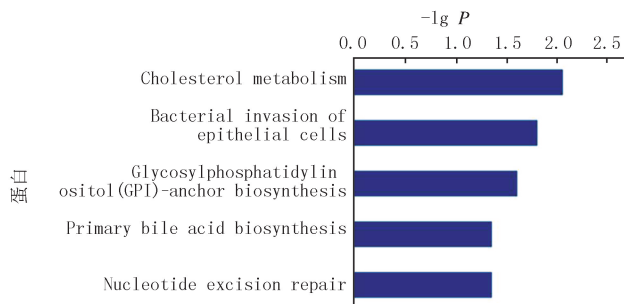 -lg P
0.0 0.5 1.0 1.5 2.0 2.5
Cholesterol metabolism
Bacterial invasion of
epithelial cells
Glycosylphosphatidylin
ositol(GPI)-anchor biosynthesis
Primary bile acid biosynthesis
Nucleotide excision repair
蛋白